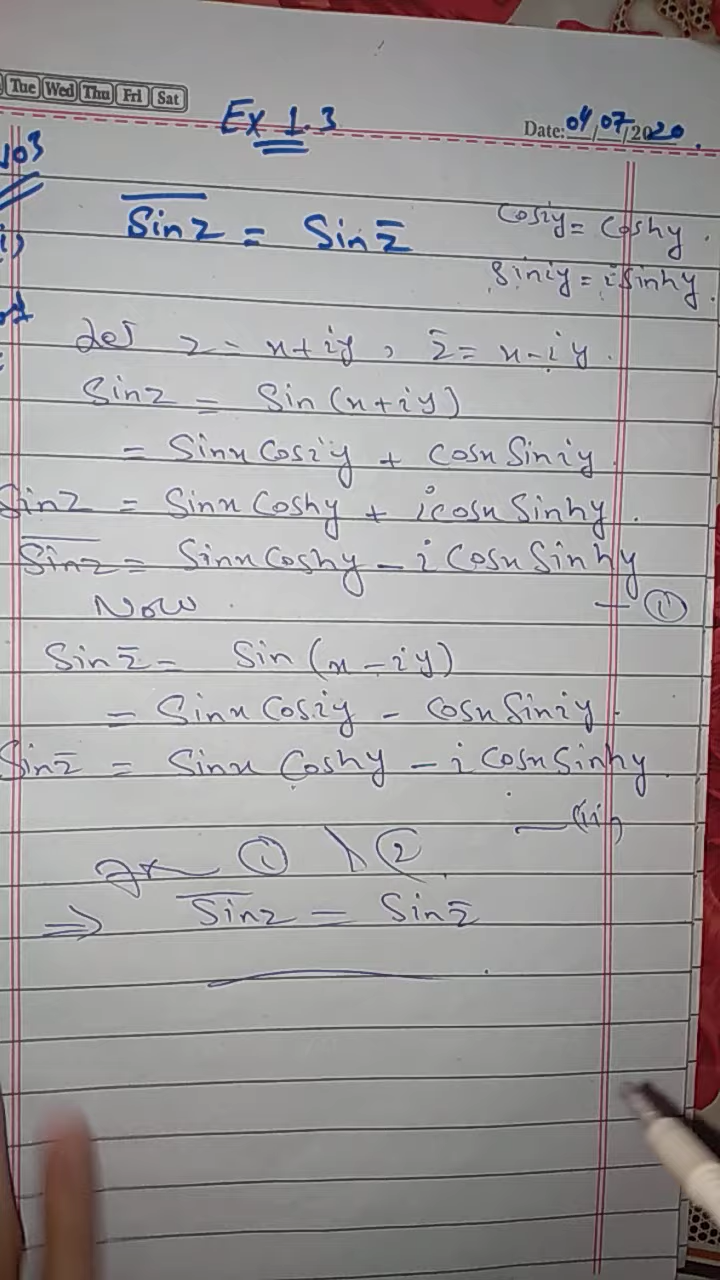 Tue Wed Thu Fri Sat
Ex 1.3
Date: 04/07/2020.
i)
\overline{Sinz} = Sin z̄
Cosiy = Coshy.
Siniy = iSinhy.
Let z = x+iy, z̄ = x-iy.
Sinz = Sin(x+iy)
= Sinx Cosiy + cosx Siniy.
Sinz = Sinx Coshy + icosx Sinhy.
\overline{Sinz} = Sinx Coshy - i Cosx Sinhy
Now — ①
Sin z̄ = Sin(x-iy)
= Sinx Cosiy - cosx Siniy.
Sin z̄ = Sinx Coshy - i Cosx Sinhy.
— (ii)
① ②
⇒ \overline{Sinz} = Sin z̄